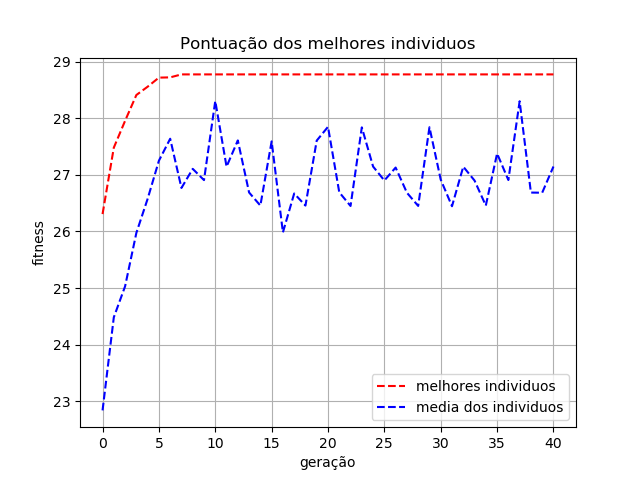 Pontuação dos melhores individuos
29
28
27
26
25
24
23
fitness
melhores individuos
media dos individuos
0 5 10 15 20 25 30 35 40
geração